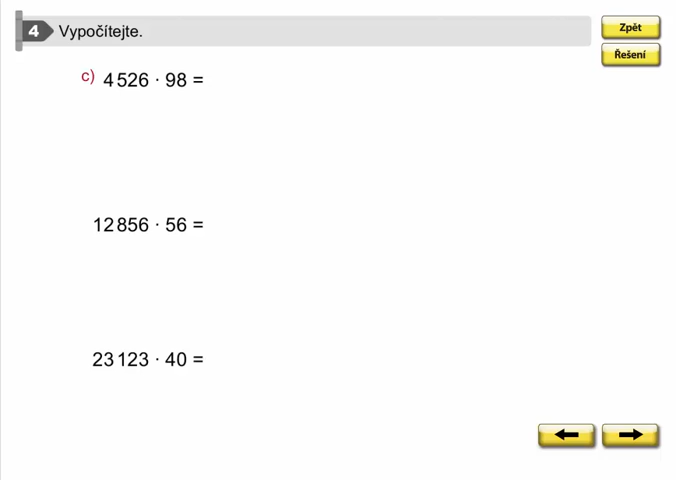 4 Vypočítejte.
Zpět
Řešení
c) 4 526 · 98 =
12 856 · 56 =
23 123 · 40 =